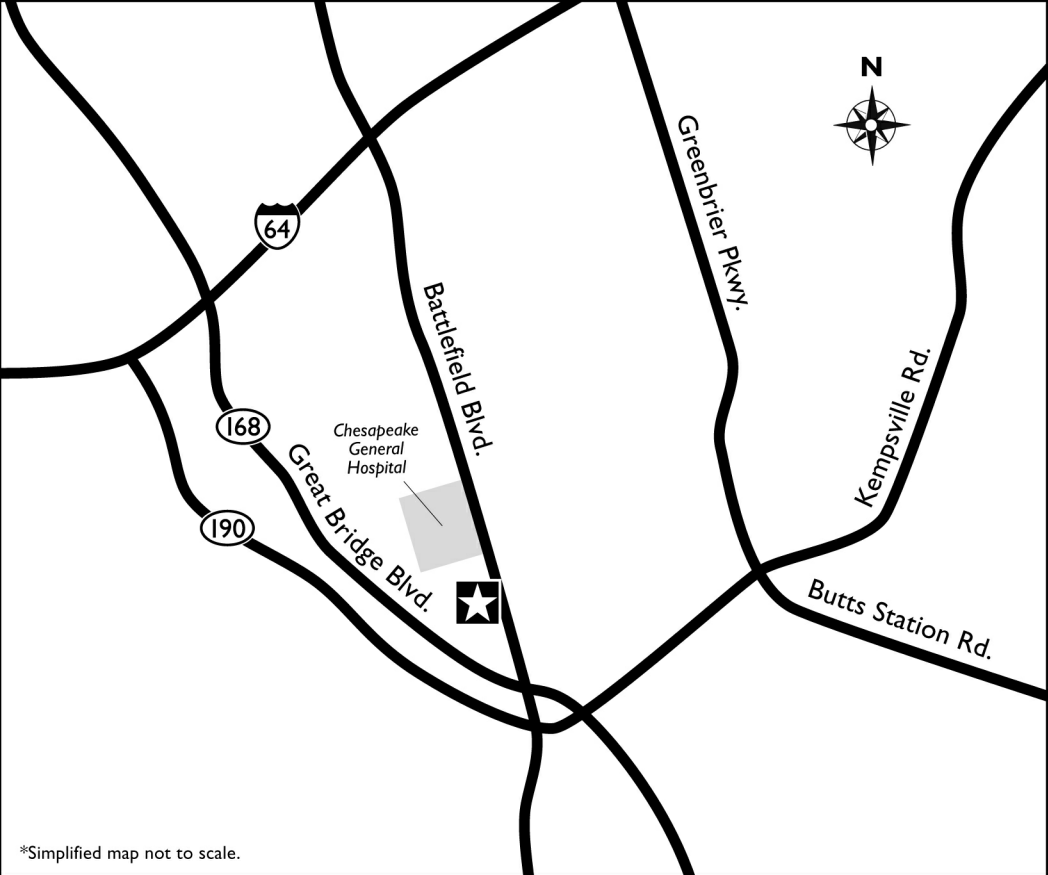 N
Greenbrier Pkwy.
64
Battlefield Blvd.
Kempsville Rd.
168
Chesapeake
General
Hospital
Great Bridge Blvd.
190
Butts Station Rd.
*Simplified map not to scale.